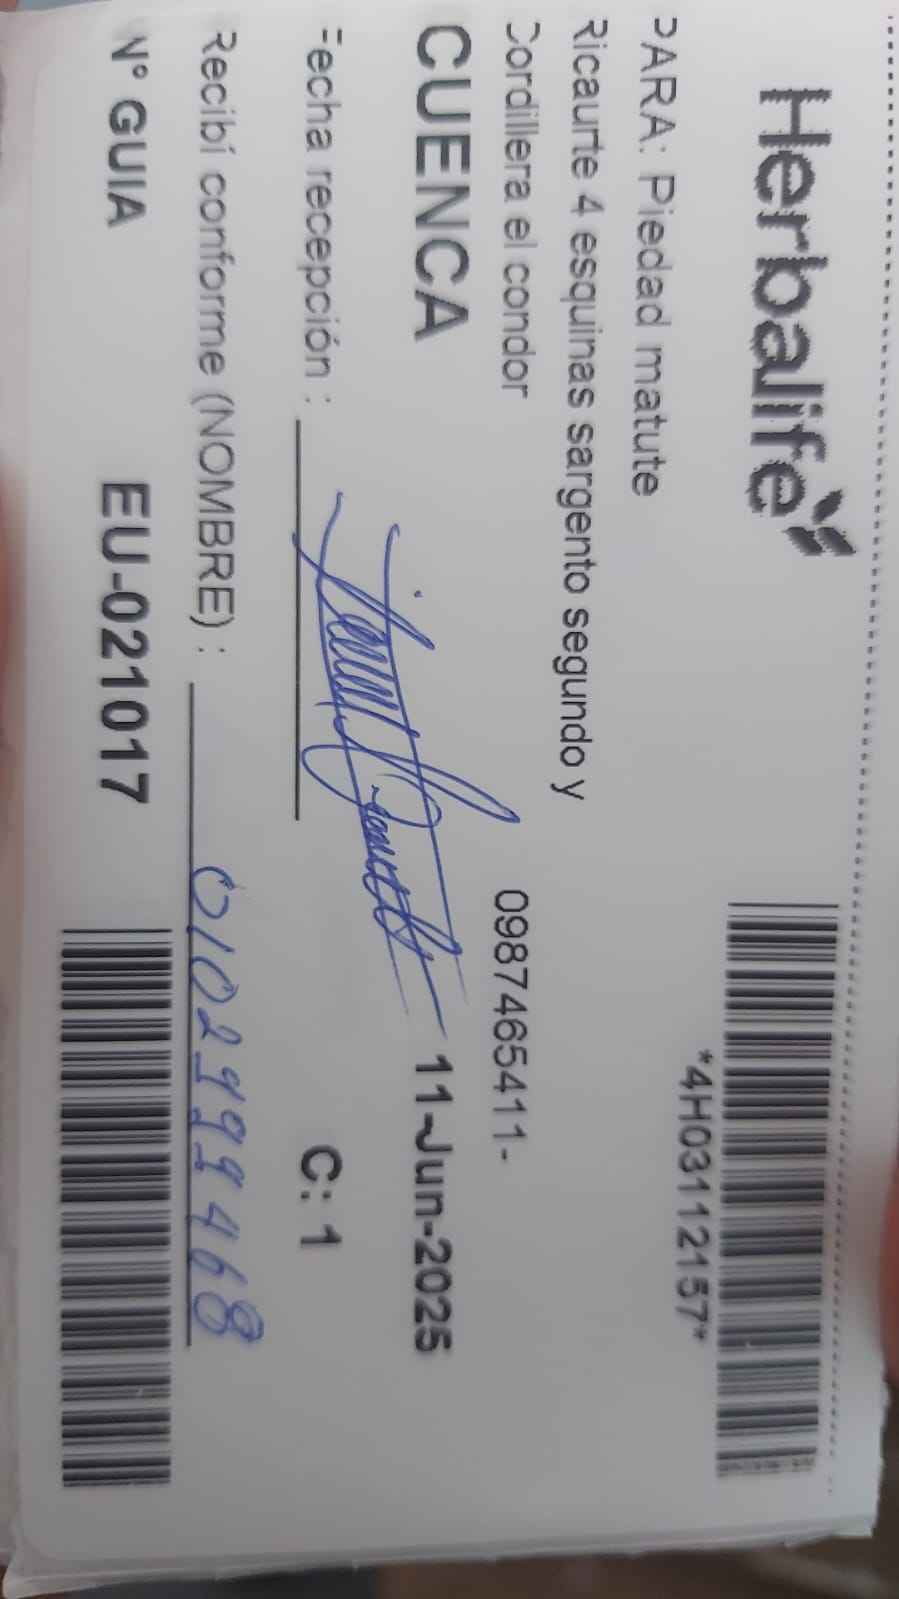 Herbalife
*4H03112157*
PARA: Piedad matute
Ricaurte 4 esquinas sargento segundo y
Cordillera el condor
0987465411-
CUENCA
11-Jun-2025
Fecha recepción :
C: 1
Recibí conforme (NOMBRE) :
0102999468
N° GUIA
EU-021017